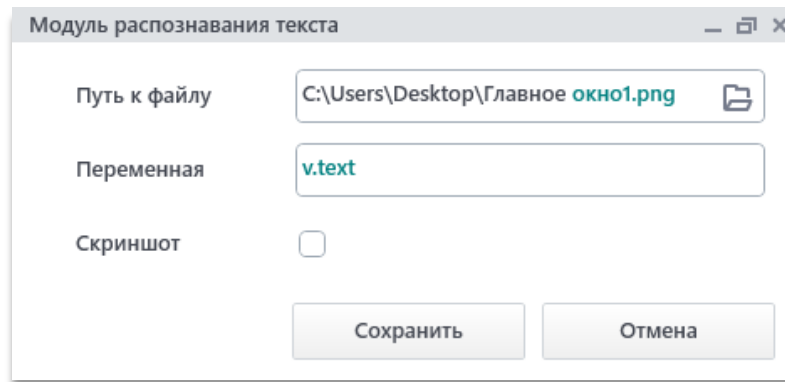 Модуль распознавания текста
Путь к файлу C:\Users\Desktop\Главное окно1.png
Переменная v.text
Скриншот
Сохранить Отмена